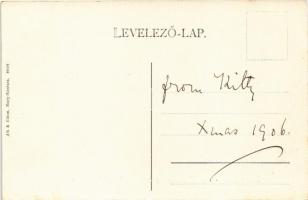 LEVELEZŐ-LAP.
from Kitty
Xmas 1906.